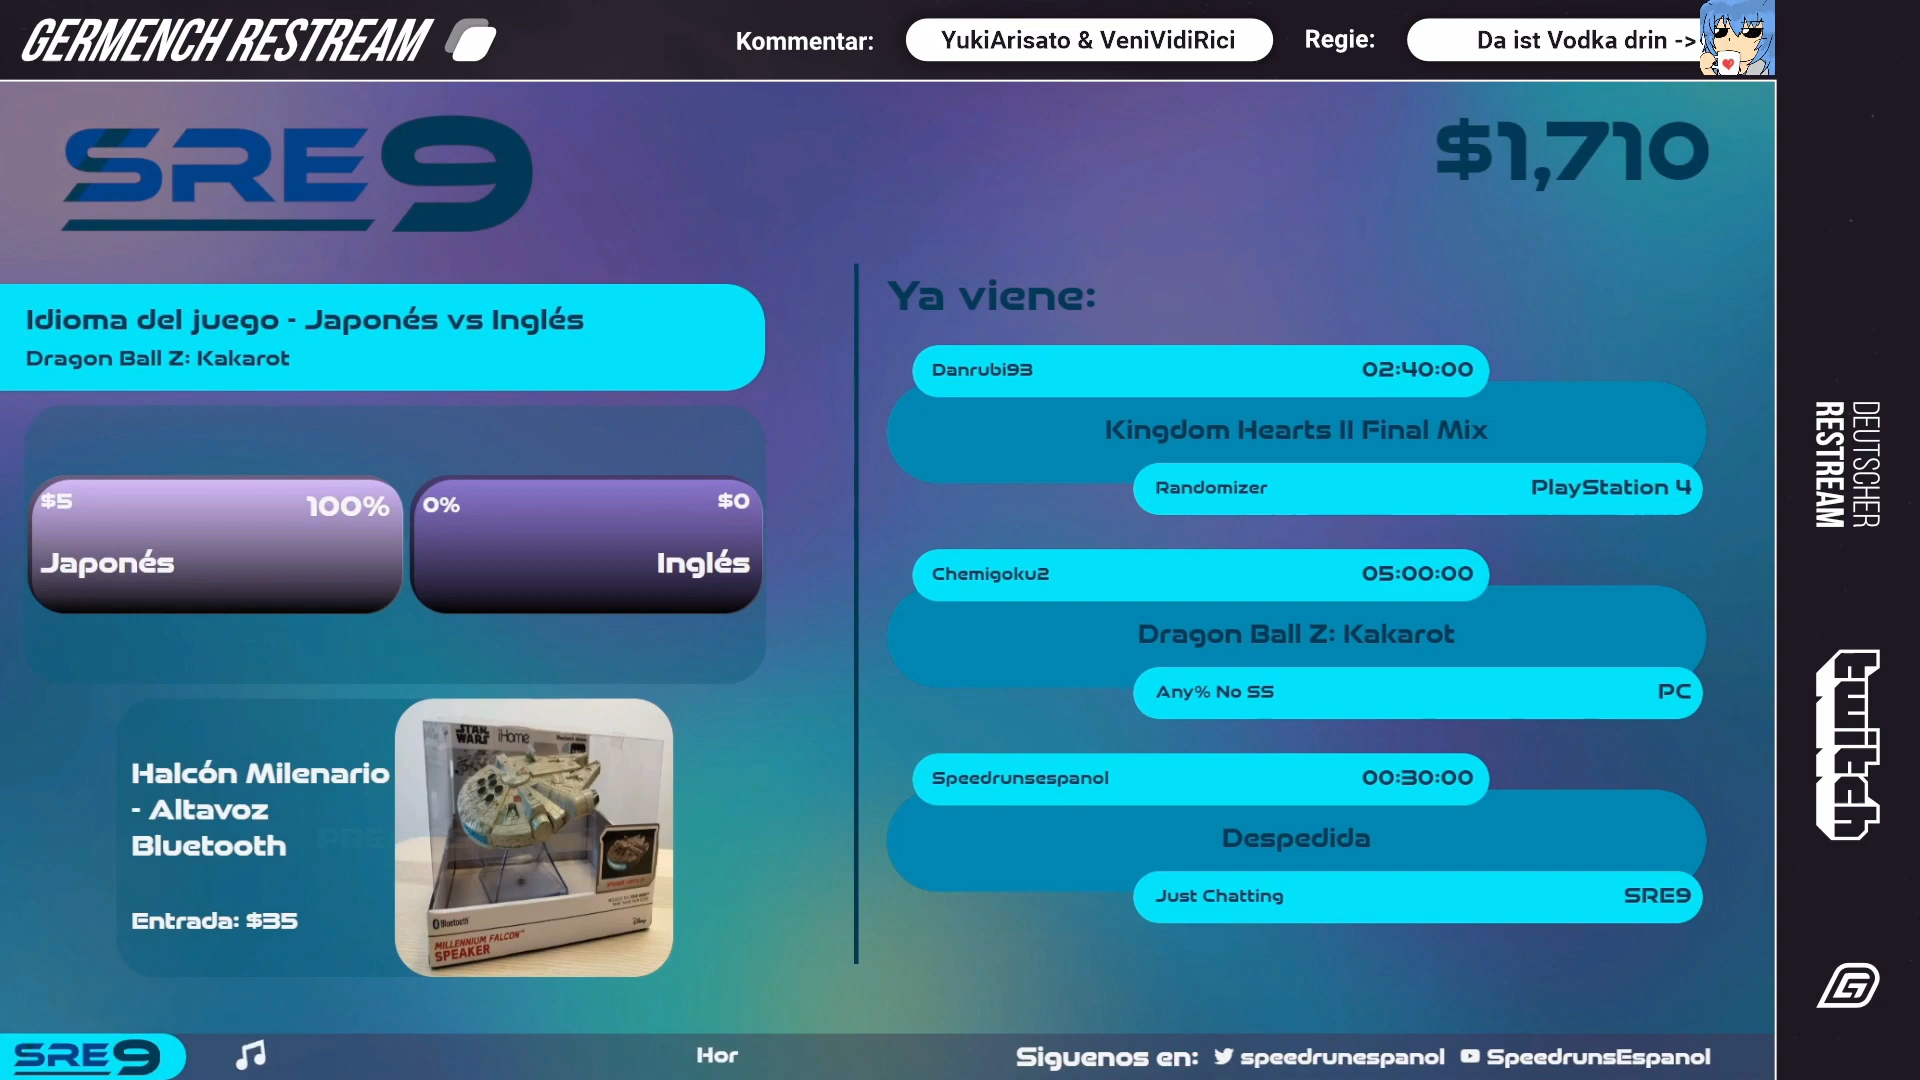 GERMENCH RESTREAM
Kommentar:
YukiArisato & VeniVidiRici
Regie:
Da ist Vodka drin ->
SRE9
$1,710
Idioma del juego - Japonés vs Inglés
Dragon Ball Z: Kakarot
$5
100%
Japonés
0%
$0
Inglés
Halcón Milenario
- Altavoz
Bluetooth
Entrada: $35
STAR
WARS
iHome
Bluetooth
Disney
MILLENNIUM FALCON™
SPEAKER
Ya viene:
Danrubi93
02:40:00
Kingdom Hearts II Final Mix
Randomizer
PlayStation 4
Chemigoku2
05:00:00
Dragon Ball Z: Kakarot
Any% No SS
PC
Speedrunsespanol
00:30:00
Despedida
Just Chatting
SRE9
DEUTSCHER
RESTREAM
twitch
SRE9
Hor
Siguenos en:
speedrunespanol
SpeedrunsEspanol